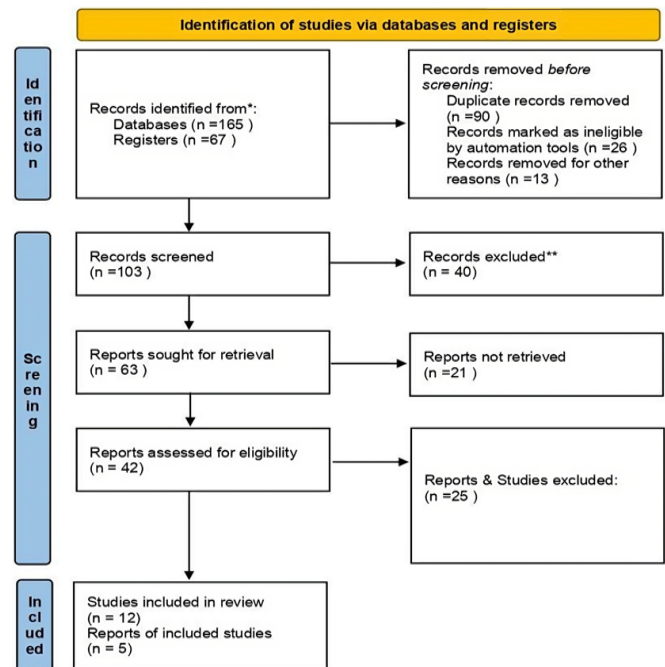 Identification of studies via databases and registers
Id
en
tifi
ca
tio
n
Records identified from*:
Databases (n =165 )
Registers (n =67 )
Records removed before
screening:
Duplicate records removed
(n =90 )
Records marked as ineligible
by automation tools (n =26 )
Records removed for other
reasons (n =13 )
Sc
re
en
in
g
Records screened
(n =103 )
Records excluded**
(n = 40)
Reports sought for retrieval
(n = 63 )
Reports not retrieved
(n =21 )
Reports assessed for eligibility
(n = 42)
Reports & Studies excluded:
(n =25 )
In
cl
ud
ed
Studies included in review
(n = 12)
Reports of included studies
(n = 5)